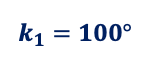 k₁ = 100°